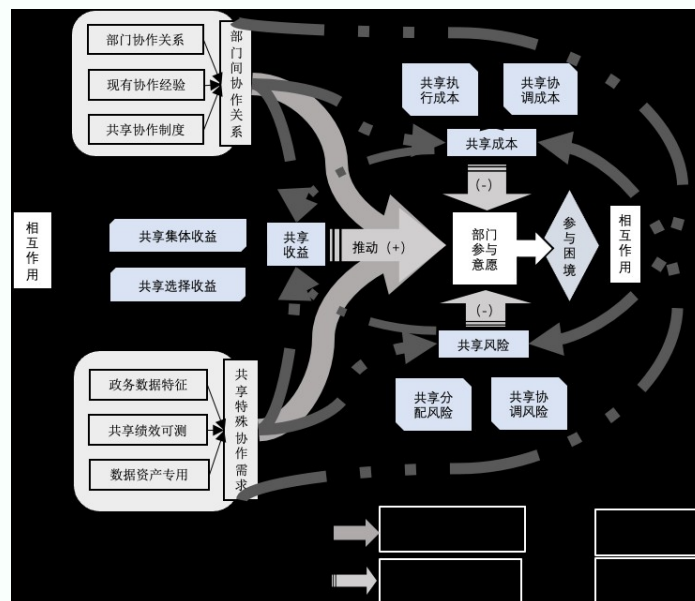 部门协作关系
现有协作经验
共享协作制度
部门间协作关系
共享执
行成本
共享协
调成本
共享成本
(-)
相互作用
共享集体收益
共享选择收益
共享
收益
推动（+）
部门
参与
意愿
参与困境
相互作用
(-)
共享风险
政务数据特征
共享绩效可测
数据资产专用
共享特殊协作需求
共享分
配风险
共享协
调风险